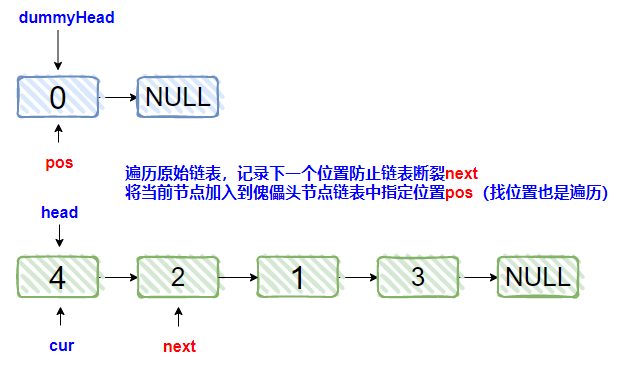 dummyHead
0 NULL
pos
遍历原始链表，记录下一个位置防止链表断裂next
将当前节点加入到傀儡头节点链表中指定位置pos（找位置也是遍历）
head
4 2 1 3 NULL
cur next